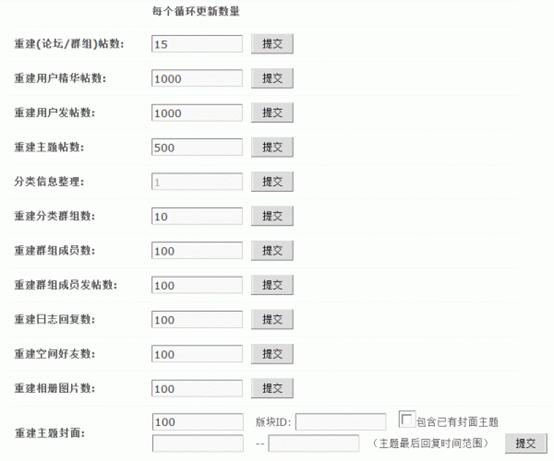 每个循环更新数量
重建(论坛/群组)帖数: 15 提交
重建用户精华帖数: 1000 提交
重建用户发帖数: 1000 提交
重建主题帖数: 500 提交
分类信息整理: 1 提交
重建分类群组数: 10 提交
重建群组成员数: 100 提交
重建群组成员发帖数: 100 提交
重建日志回复数: 100 提交
重建空间好友数: 100 提交
重建相册图片数: 100 提交
重建主题封面: 100 版块ID: 包含已有封面主题
-- （主题最后回复时间范围） 提交